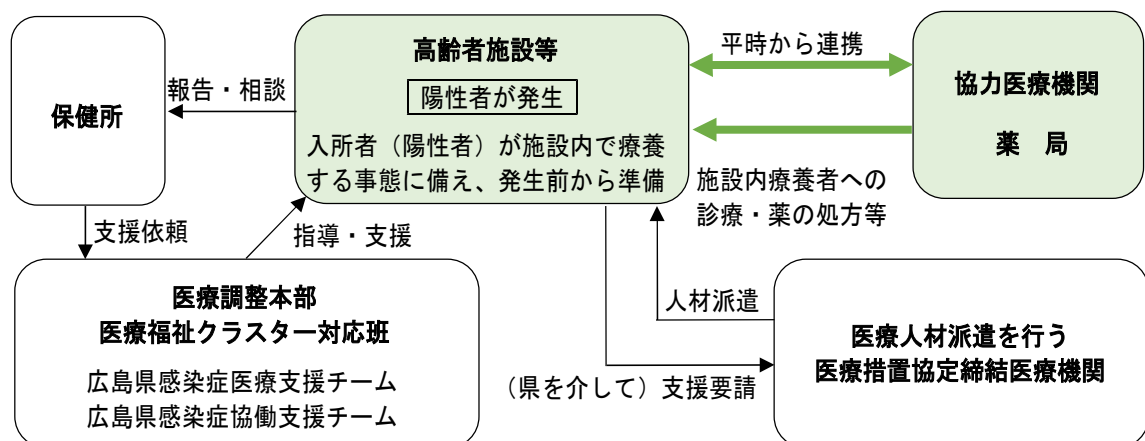 高齢者施設等
陽性者が発生
入所者（陽性者）が施設内で療養
する事態に備え、発生前から準備
保健所
報告・相談
平時から連携
協力医療機関
薬　局
施設内療養者への
診療・薬の処方等
支援依頼
指導・支援
医療調整本部
医療福祉クラスター対応班
広島県感染症医療支援チーム
広島県感染症協働支援チーム
人材派遣
（県を介して）支援要請
医療人材派遣を行う
医療措置協定締結医療機関